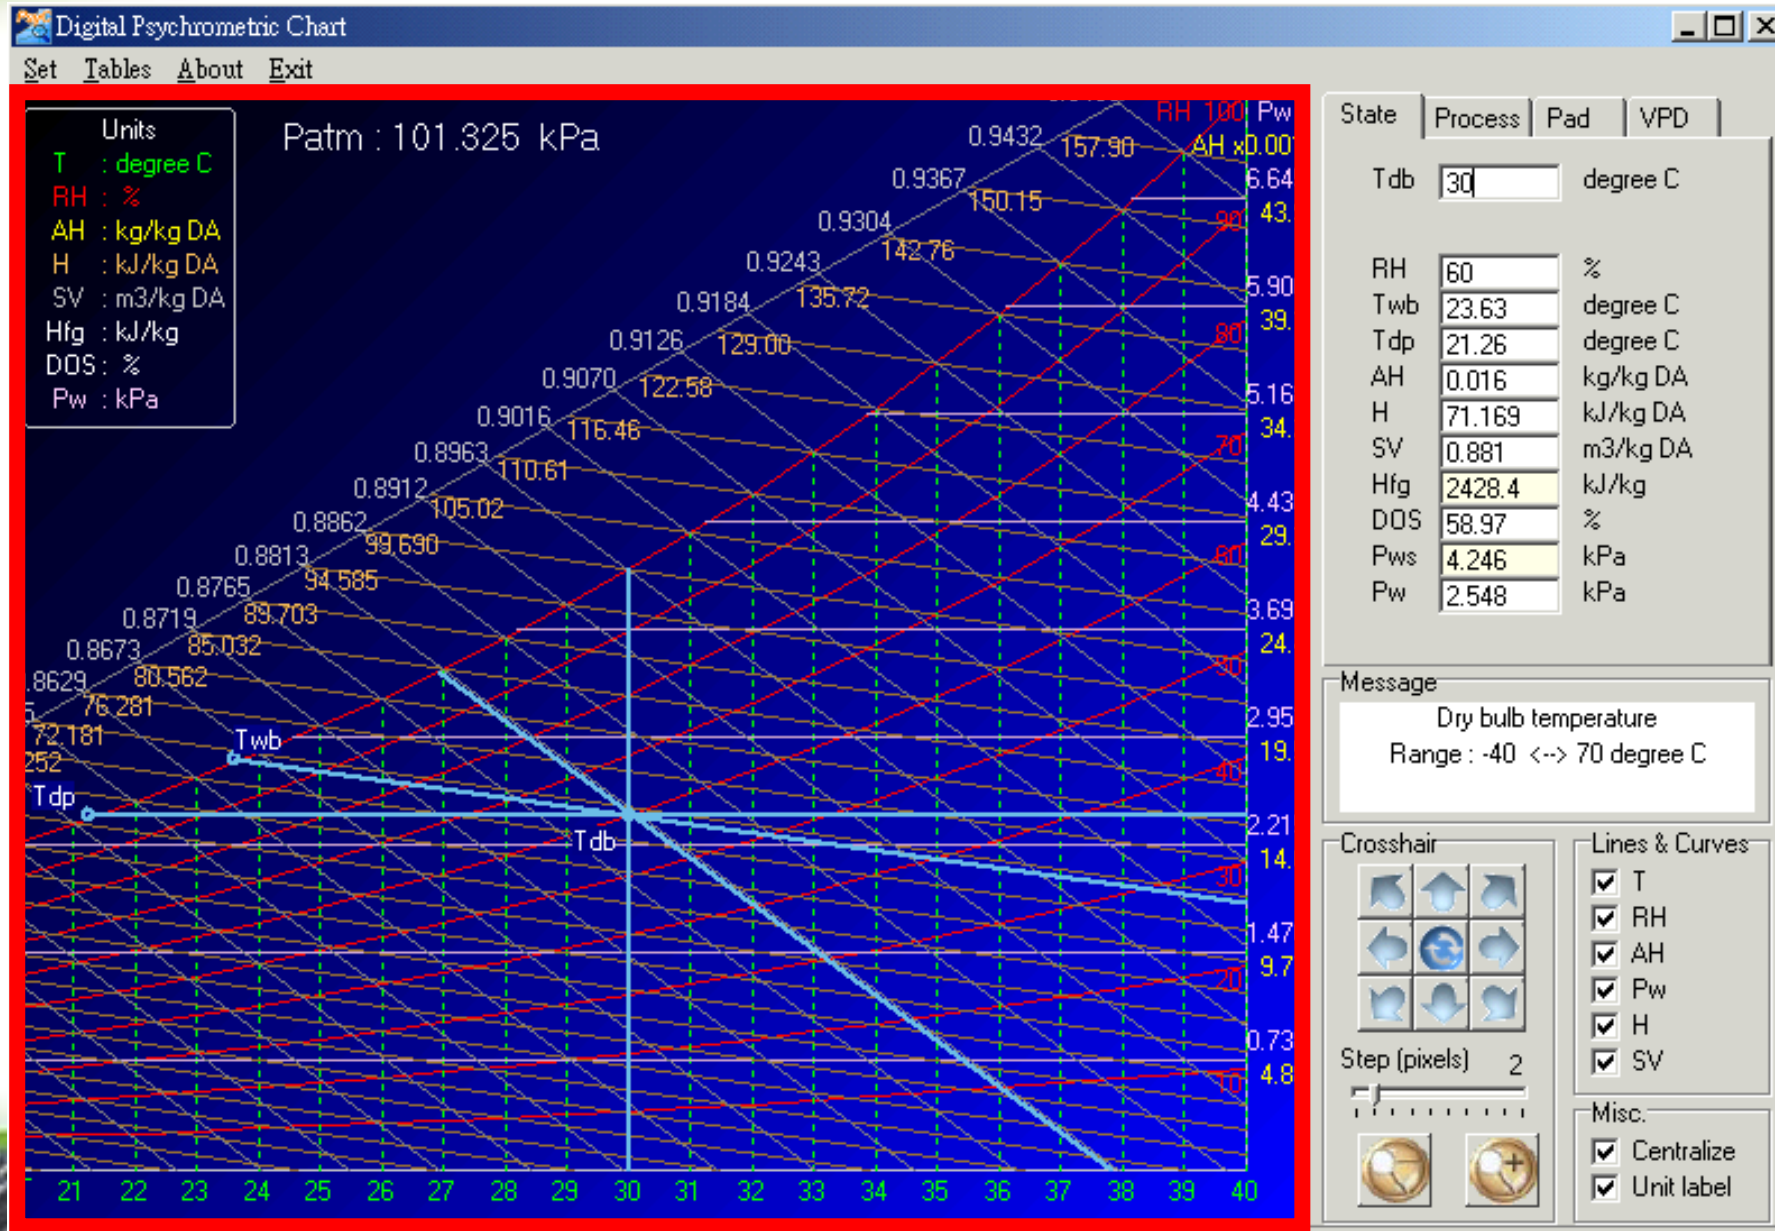 Digital Psychrometric Chart
Set Tables About Exit
Units
T : degree C
RH : %
AH : kg/kg DA
H : kJ/kg DA
SV : m3/kg DA
Hfg : kJ/kg
DOS : %
Pw : kPa
Patm : 101.325 kPa
RH 100 Pw
AH x0.00
0.9432 157.90
0.9367 150.15 6.64
0.9304 142.76 90 43.
0.9243 135.72 5.90
0.9184 129.00 80 39.
0.9126 122.58 5.16
0.9070 116.46 70 34.
0.9016 110.61 4.43
0.8963 105.02 60 29.
0.8912 99.690 3.69
0.8862 94.585 24.
0.8813 89.703 2.95
0.8765 85.032 19.
0.8719 80.562 40
0.8673 76.281 2.21
.8629 72.181 14.
252 30
Twb
Tdp
Tdb
1.47
9.7
20
0.73
4.8
10
21 22 23 24 25 26 27 28 29 30 31 32 33 34 35 36 37 38 39 40
State Process Pad VPD
Tdb 30 degree C
RH 60 %
Twb 23.63 degree C
Tdp 21.26 degree C
AH 0.016 kg/kg DA
H 71.169 kJ/kg DA
SV 0.881 m3/kg DA
Hfg 2428.4 kJ/kg
DOS 58.97 %
Pws 4.246 kPa
Pw 2.548 kPa
Message
Dry bulb temperature
Range : -40 <--> 70 degree C
Crosshair
Step (pixels) 2
Lines & Curves
T
RH
AH
Pw
H
SV
Misc.
Centralize
Unit label